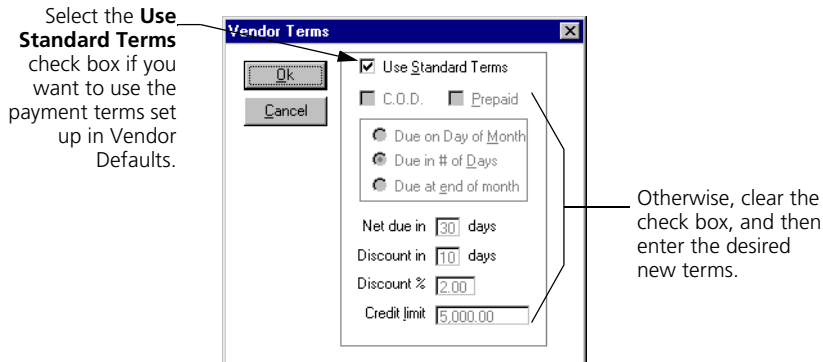 Select the Use
Standard Terms
check box if you
want to use the
payment terms set
up in Vendor
Defaults.
Vendor Terms
Ok
Cancel
Use Standard Terms
C.O.D. Prepaid
Due on Day of Month
Due in # of Days
Due at end of month
Net due in 30 days
Discount in 10 days
Discount % 2.00
Credit limit 5,000.00
Otherwise, clear the
check box, and then
enter the desired
new terms.